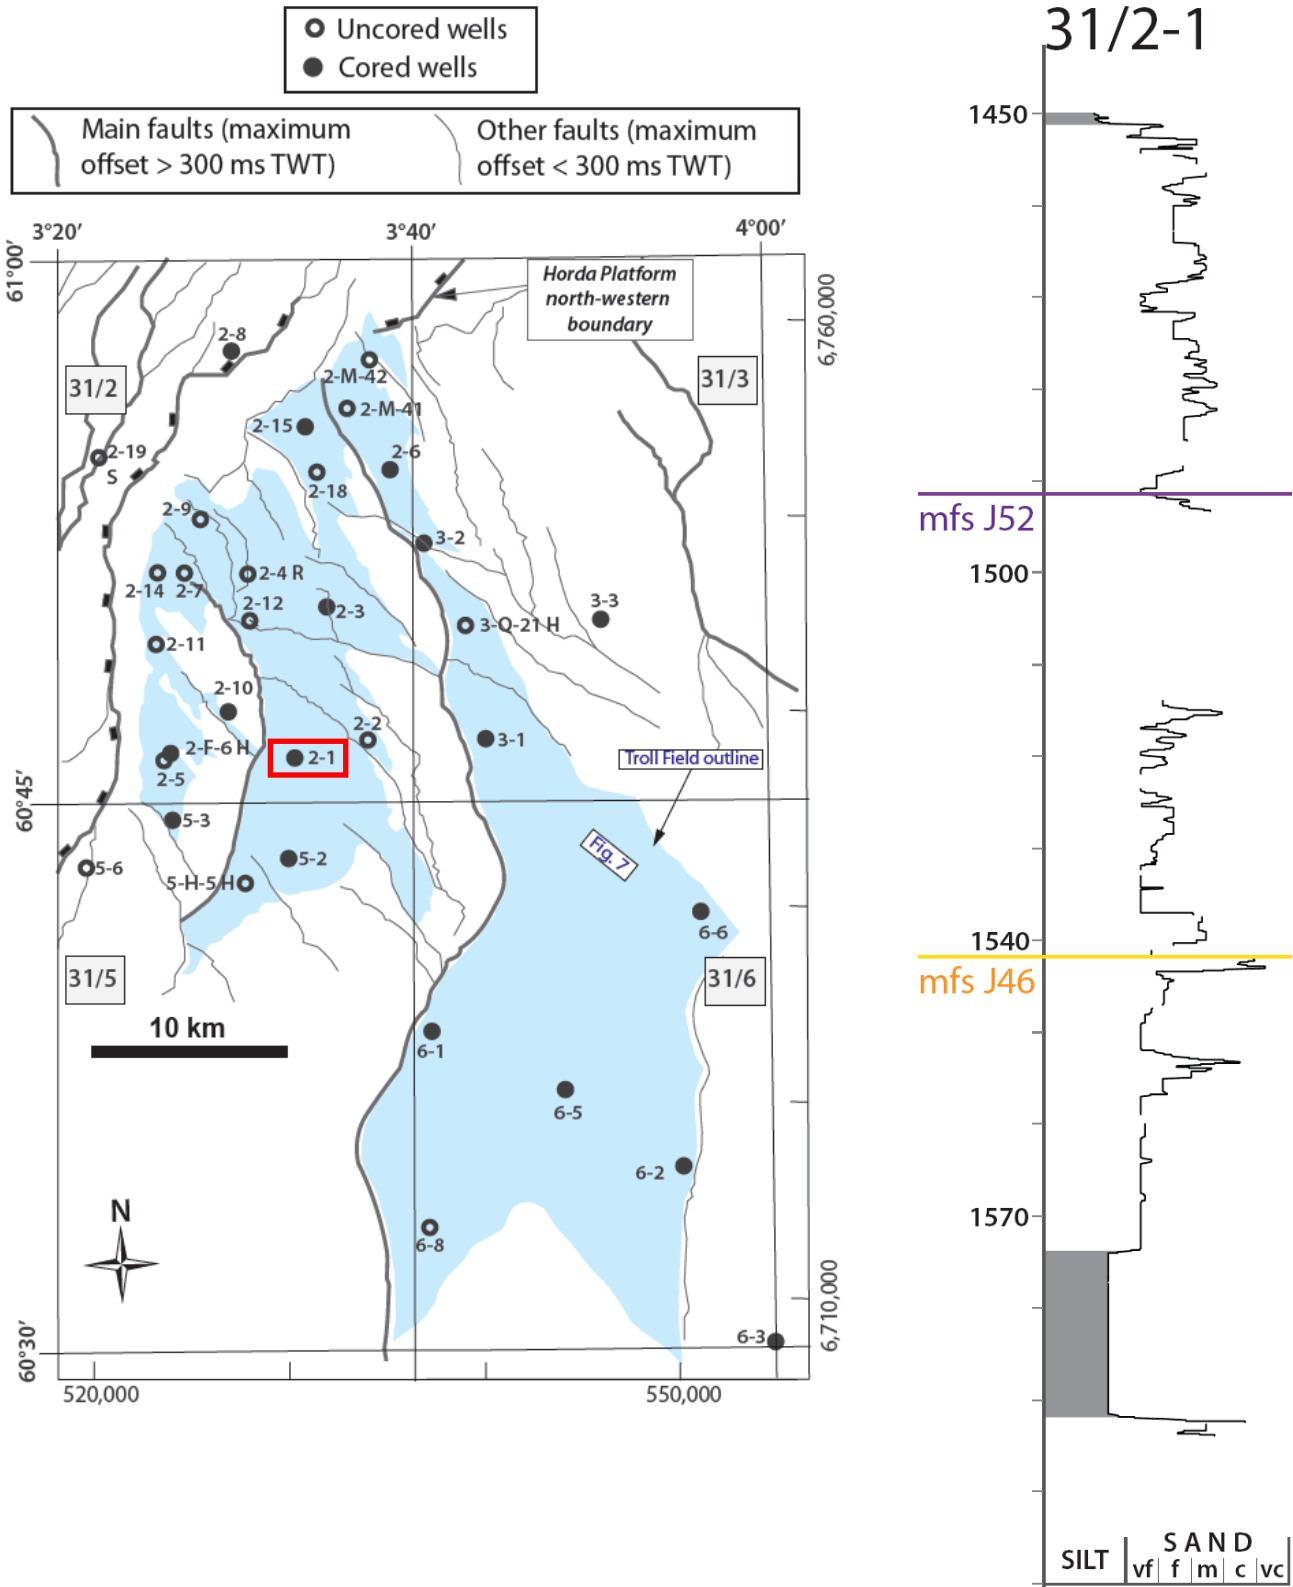 Uncored wells
Cored wells
Main faults (maximum
offset > 300 ms TWT)
Other faults (maximum
offset < 300 ms TWT)
3°20′
3°40′
4°00′
61°00′
Horda Platform
north-western
boundary
6,760,000
2-8
31/2
31/3
2-M-42
2-M-41
2-15
2-6
2-19
S
2-18
2-9
3-2
2-14
2-7
2-4 R
2-12
2-3
3-Q-21 H
3-3
2-11
2-10
2-2
2-F-6 H
2-5
2-1
3-1
Troll Field outline
60°45′
5-3
5-2
5-6
5-H-5 H
Fig. 7
6-6
31/5
31/6
10 km
6-1
6-5
6-2
N
6-8
6,710,000
6-3
60°30′
520,000
550,000
31/2-1
1450
mfs J52
1500
1540
mfs J46
1570
SILT
SAND
vf f m c vc